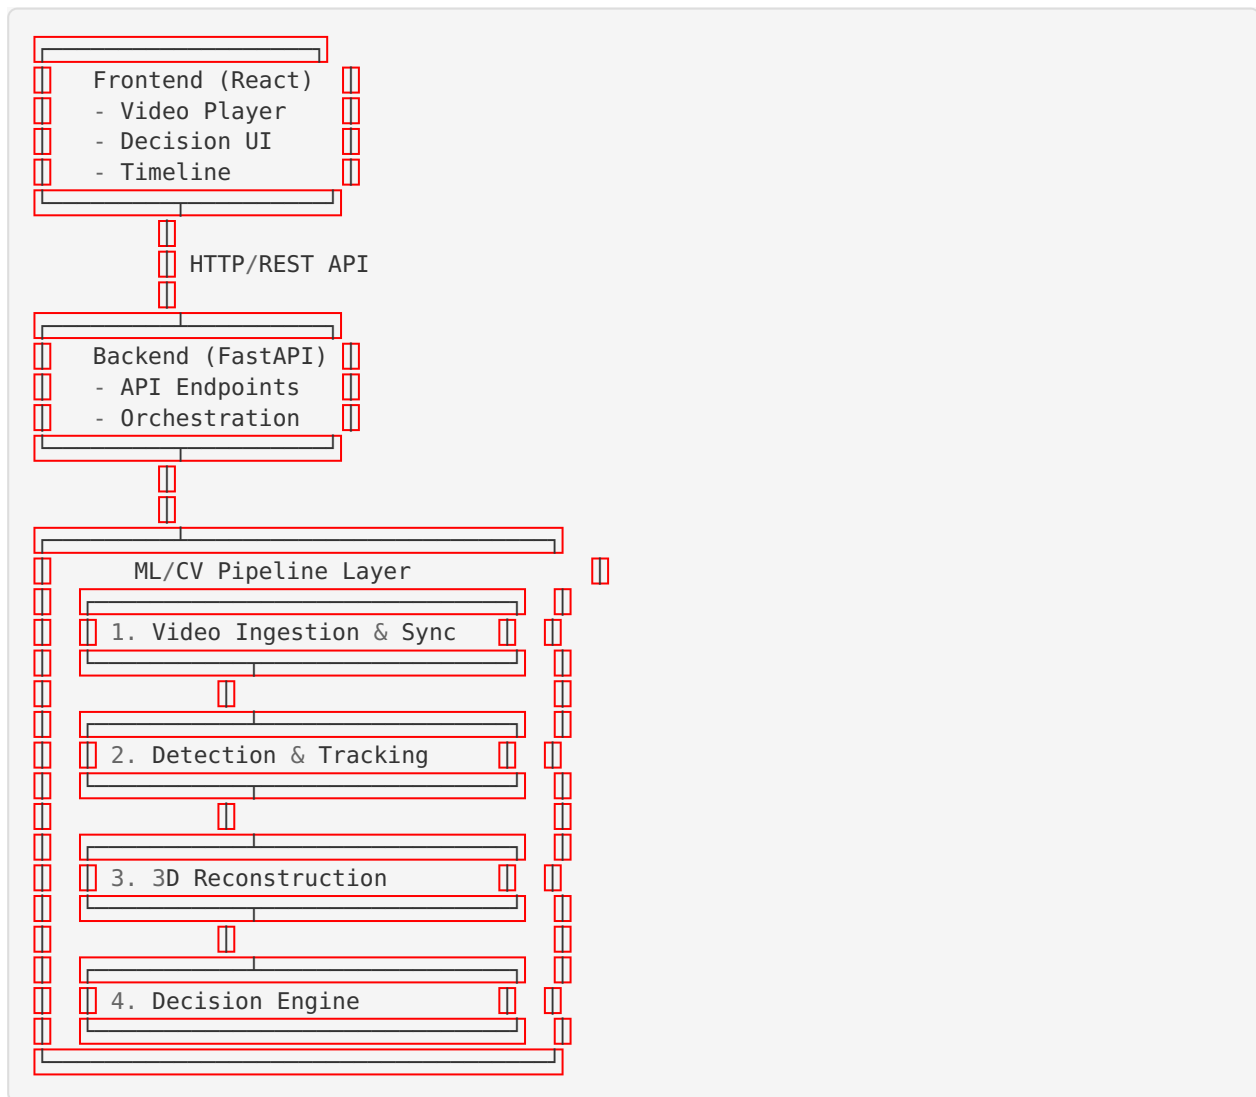 Frontend (React)
- Video Player
- Decision UI
- Timeline
HTTP/REST API
Backend (FastAPI)
- API Endpoints
- Orchestration
ML/CV Pipeline Layer
1. Video Ingestion & Sync
2. Detection & Tracking
3. 3D Reconstruction
4. Decision Engine